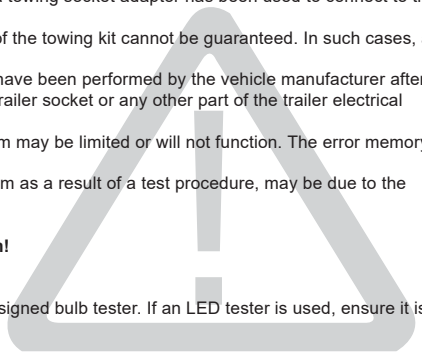 towing socket adapter has been used to connect to
of the towing kit cannot be guaranteed. In such cases,
have been performed by the vehicle manufacturer after
railer socket or any other part of the trailer electrical
m may be limited or will not function. The error memory
m as a result of a test procedure, may be due to the
!
signed bulb tester. If an LED tester is used, ensure it is